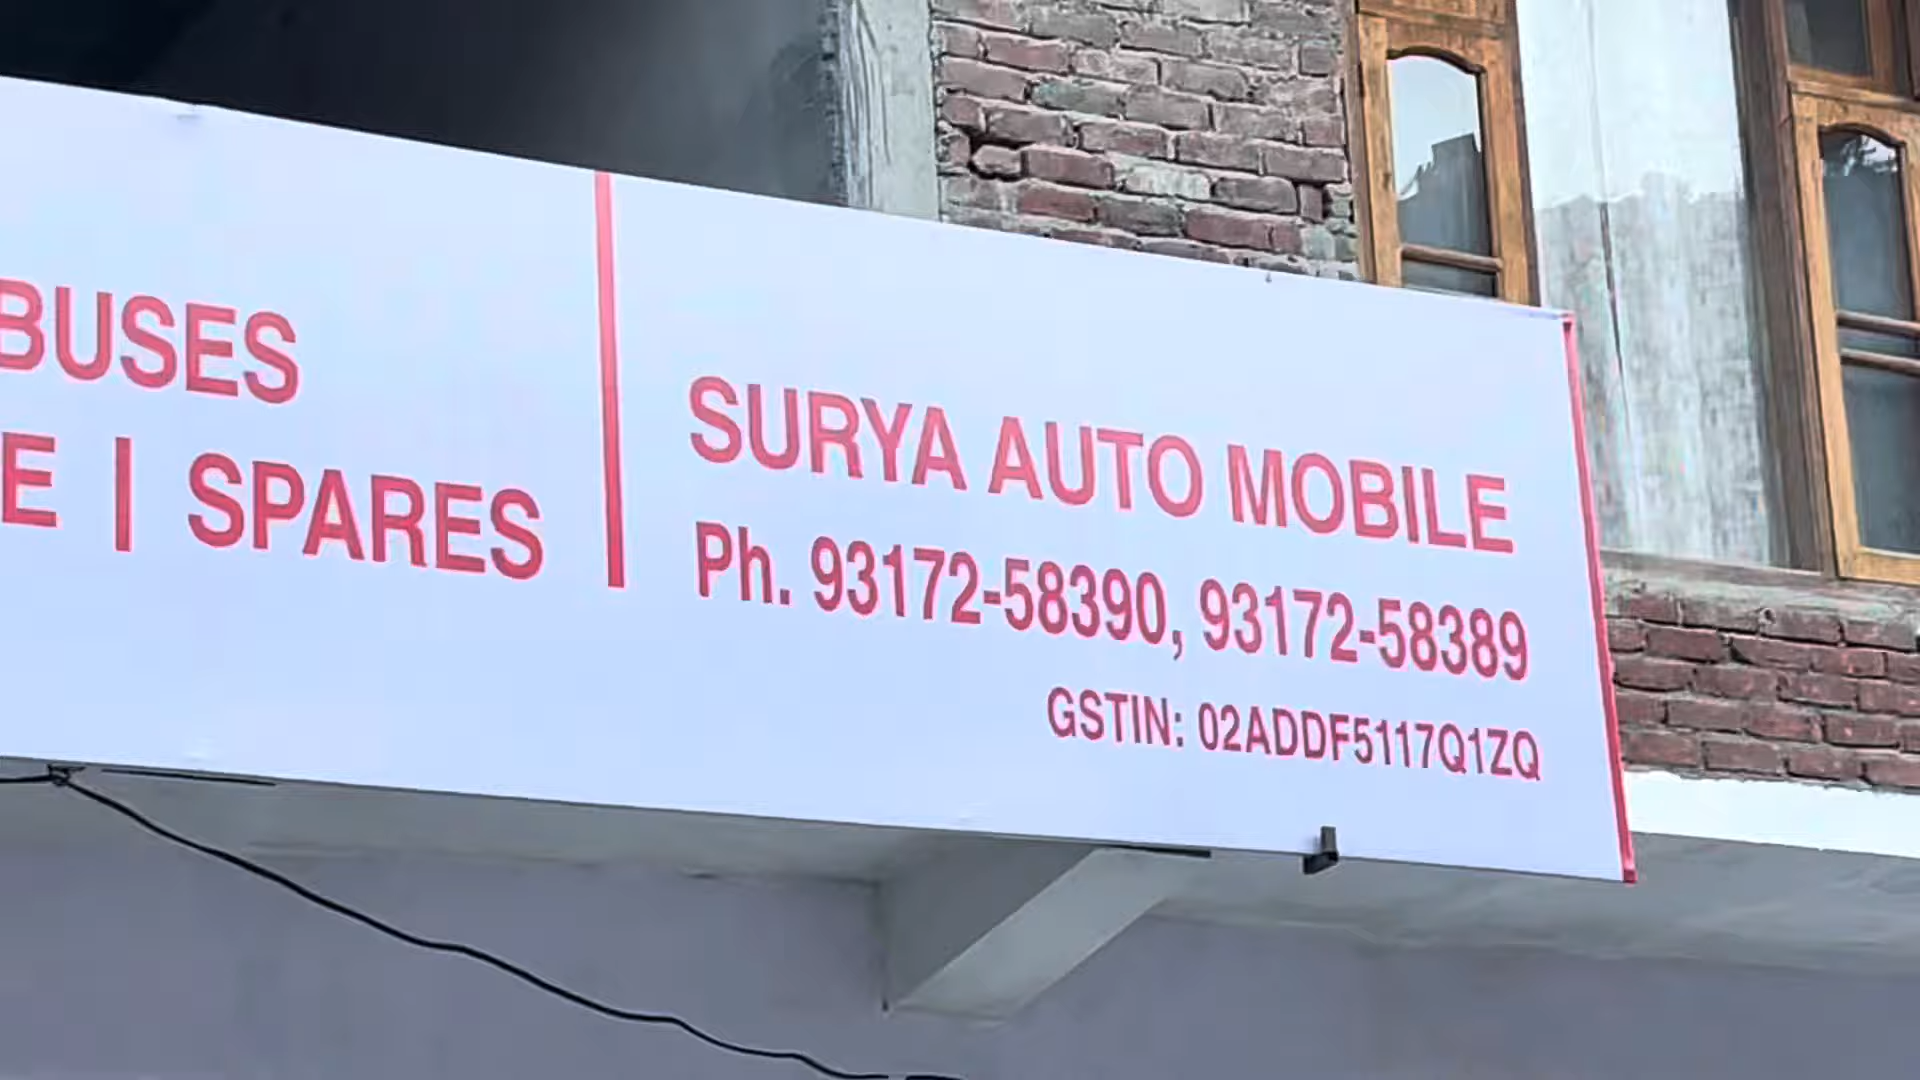 BUSES
E | SPARES
SURYA AUTO MOBILE
Ph. 93172-58390, 93172-58389
GSTIN: 02ADDF5117Q1ZQ